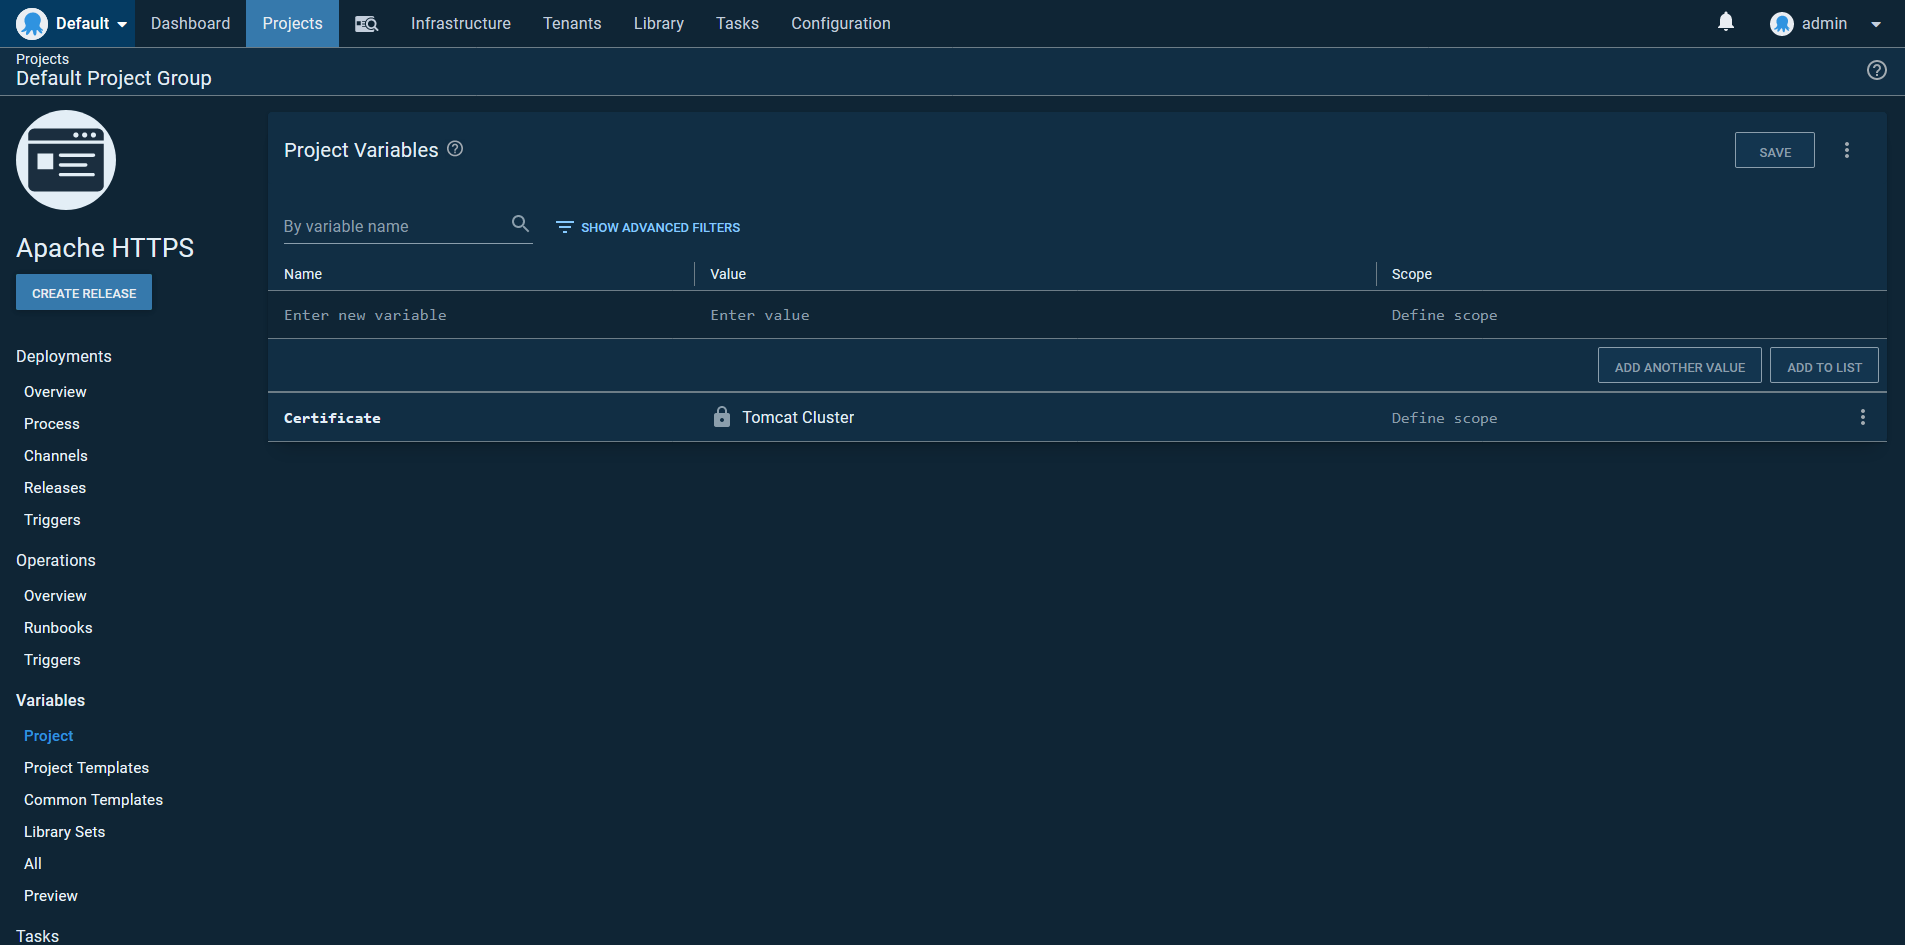 Default Dashboard Projects Infrastructure Tenants Library Tasks Configuration admin
Projects
Default Project Group
Apache HTTPS
CREATE RELEASE
Deployments
Overview
Process
Channels
Releases
Triggers
Operations
Overview
Runbooks
Triggers
Variables
Project
Project Templates
Common Templates
Library Sets
All
Preview
Tasks
Project Variables
SAVE
By variable name SHOW ADVANCED FILTERS
Name Value Scope
Enter new variable Enter value Define scope
ADD ANOTHER VALUE ADD TO LIST
Certificate Tomcat Cluster Define scope